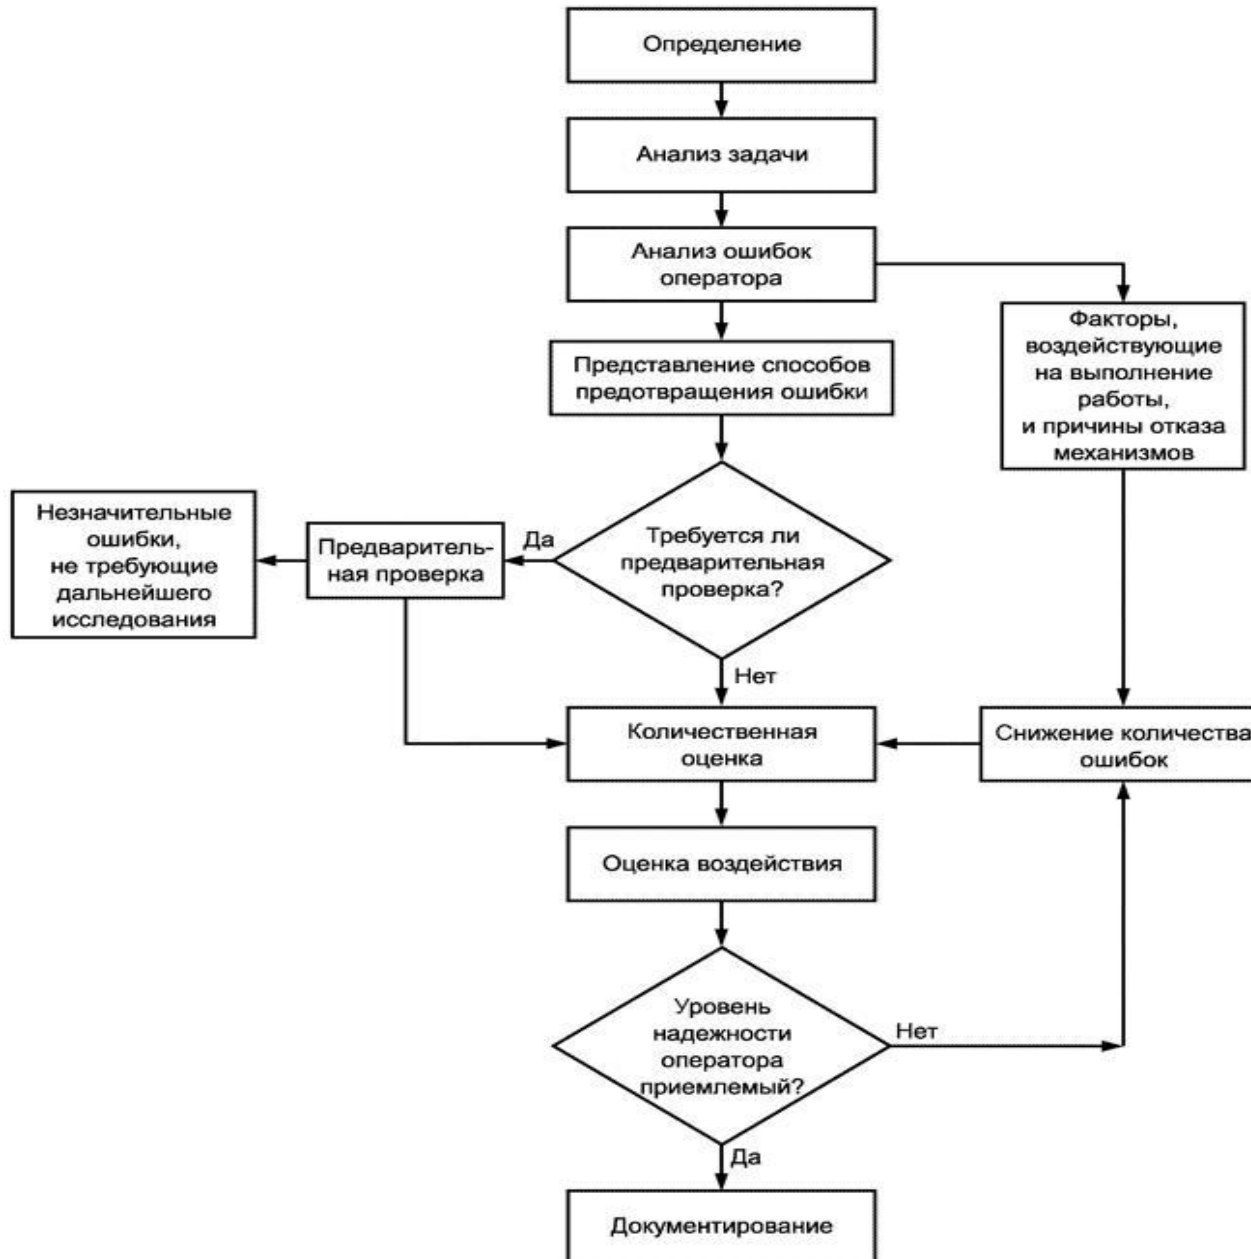 Определение
Анализ задачи
Анализ ошибок
оператора
Факторы,
воздействующие
на выполнение
работы,
и причины отказа
механизмов
Представление способов
предотвращения ошибки
Незначительные
ошибки,
не требующие
дальнейшего
исследования
Предваритель-
ная проверка
Да
Требуется ли
предварительная
проверка?
Нет
Количественная
оценка
Снижение количества
ошибок
Оценка воздействия
Уровень
надежности
оператора
приемлемый?
Нет
Да
Документирование